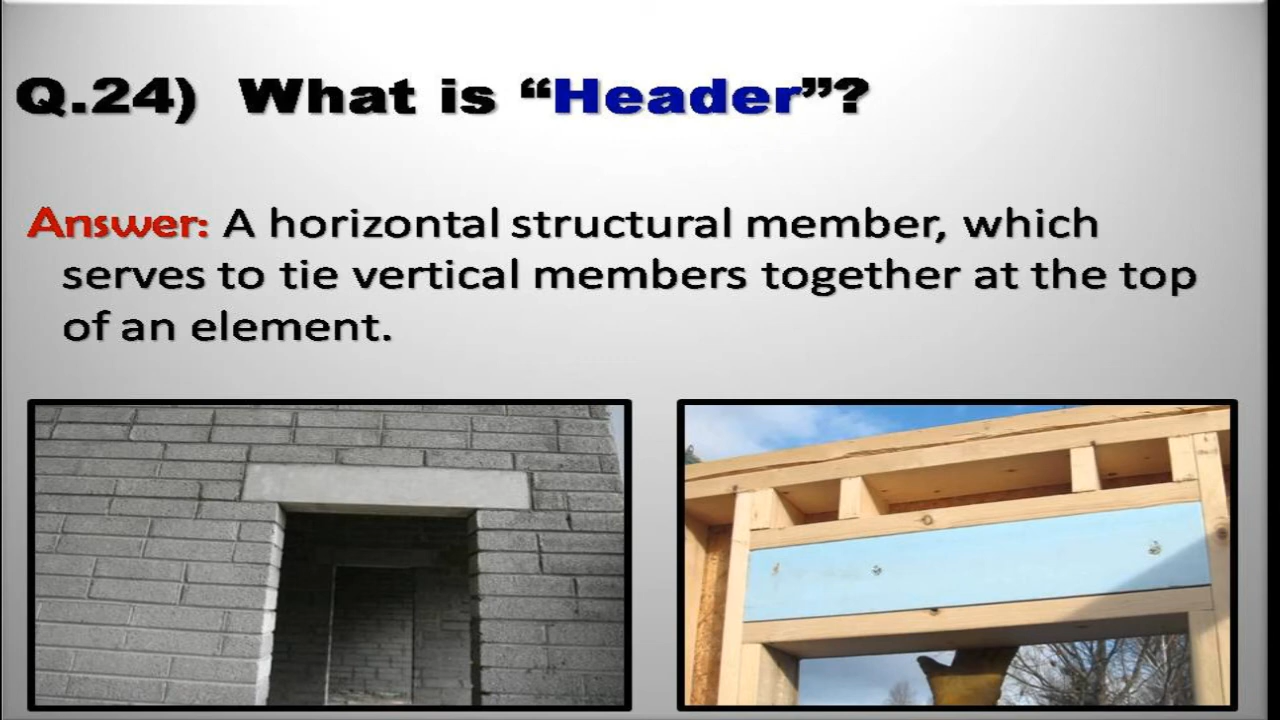 Q.24) What is “Header”?
Answer: A horizontal structural member, which
serves to tie vertical members together at the top
of an element.